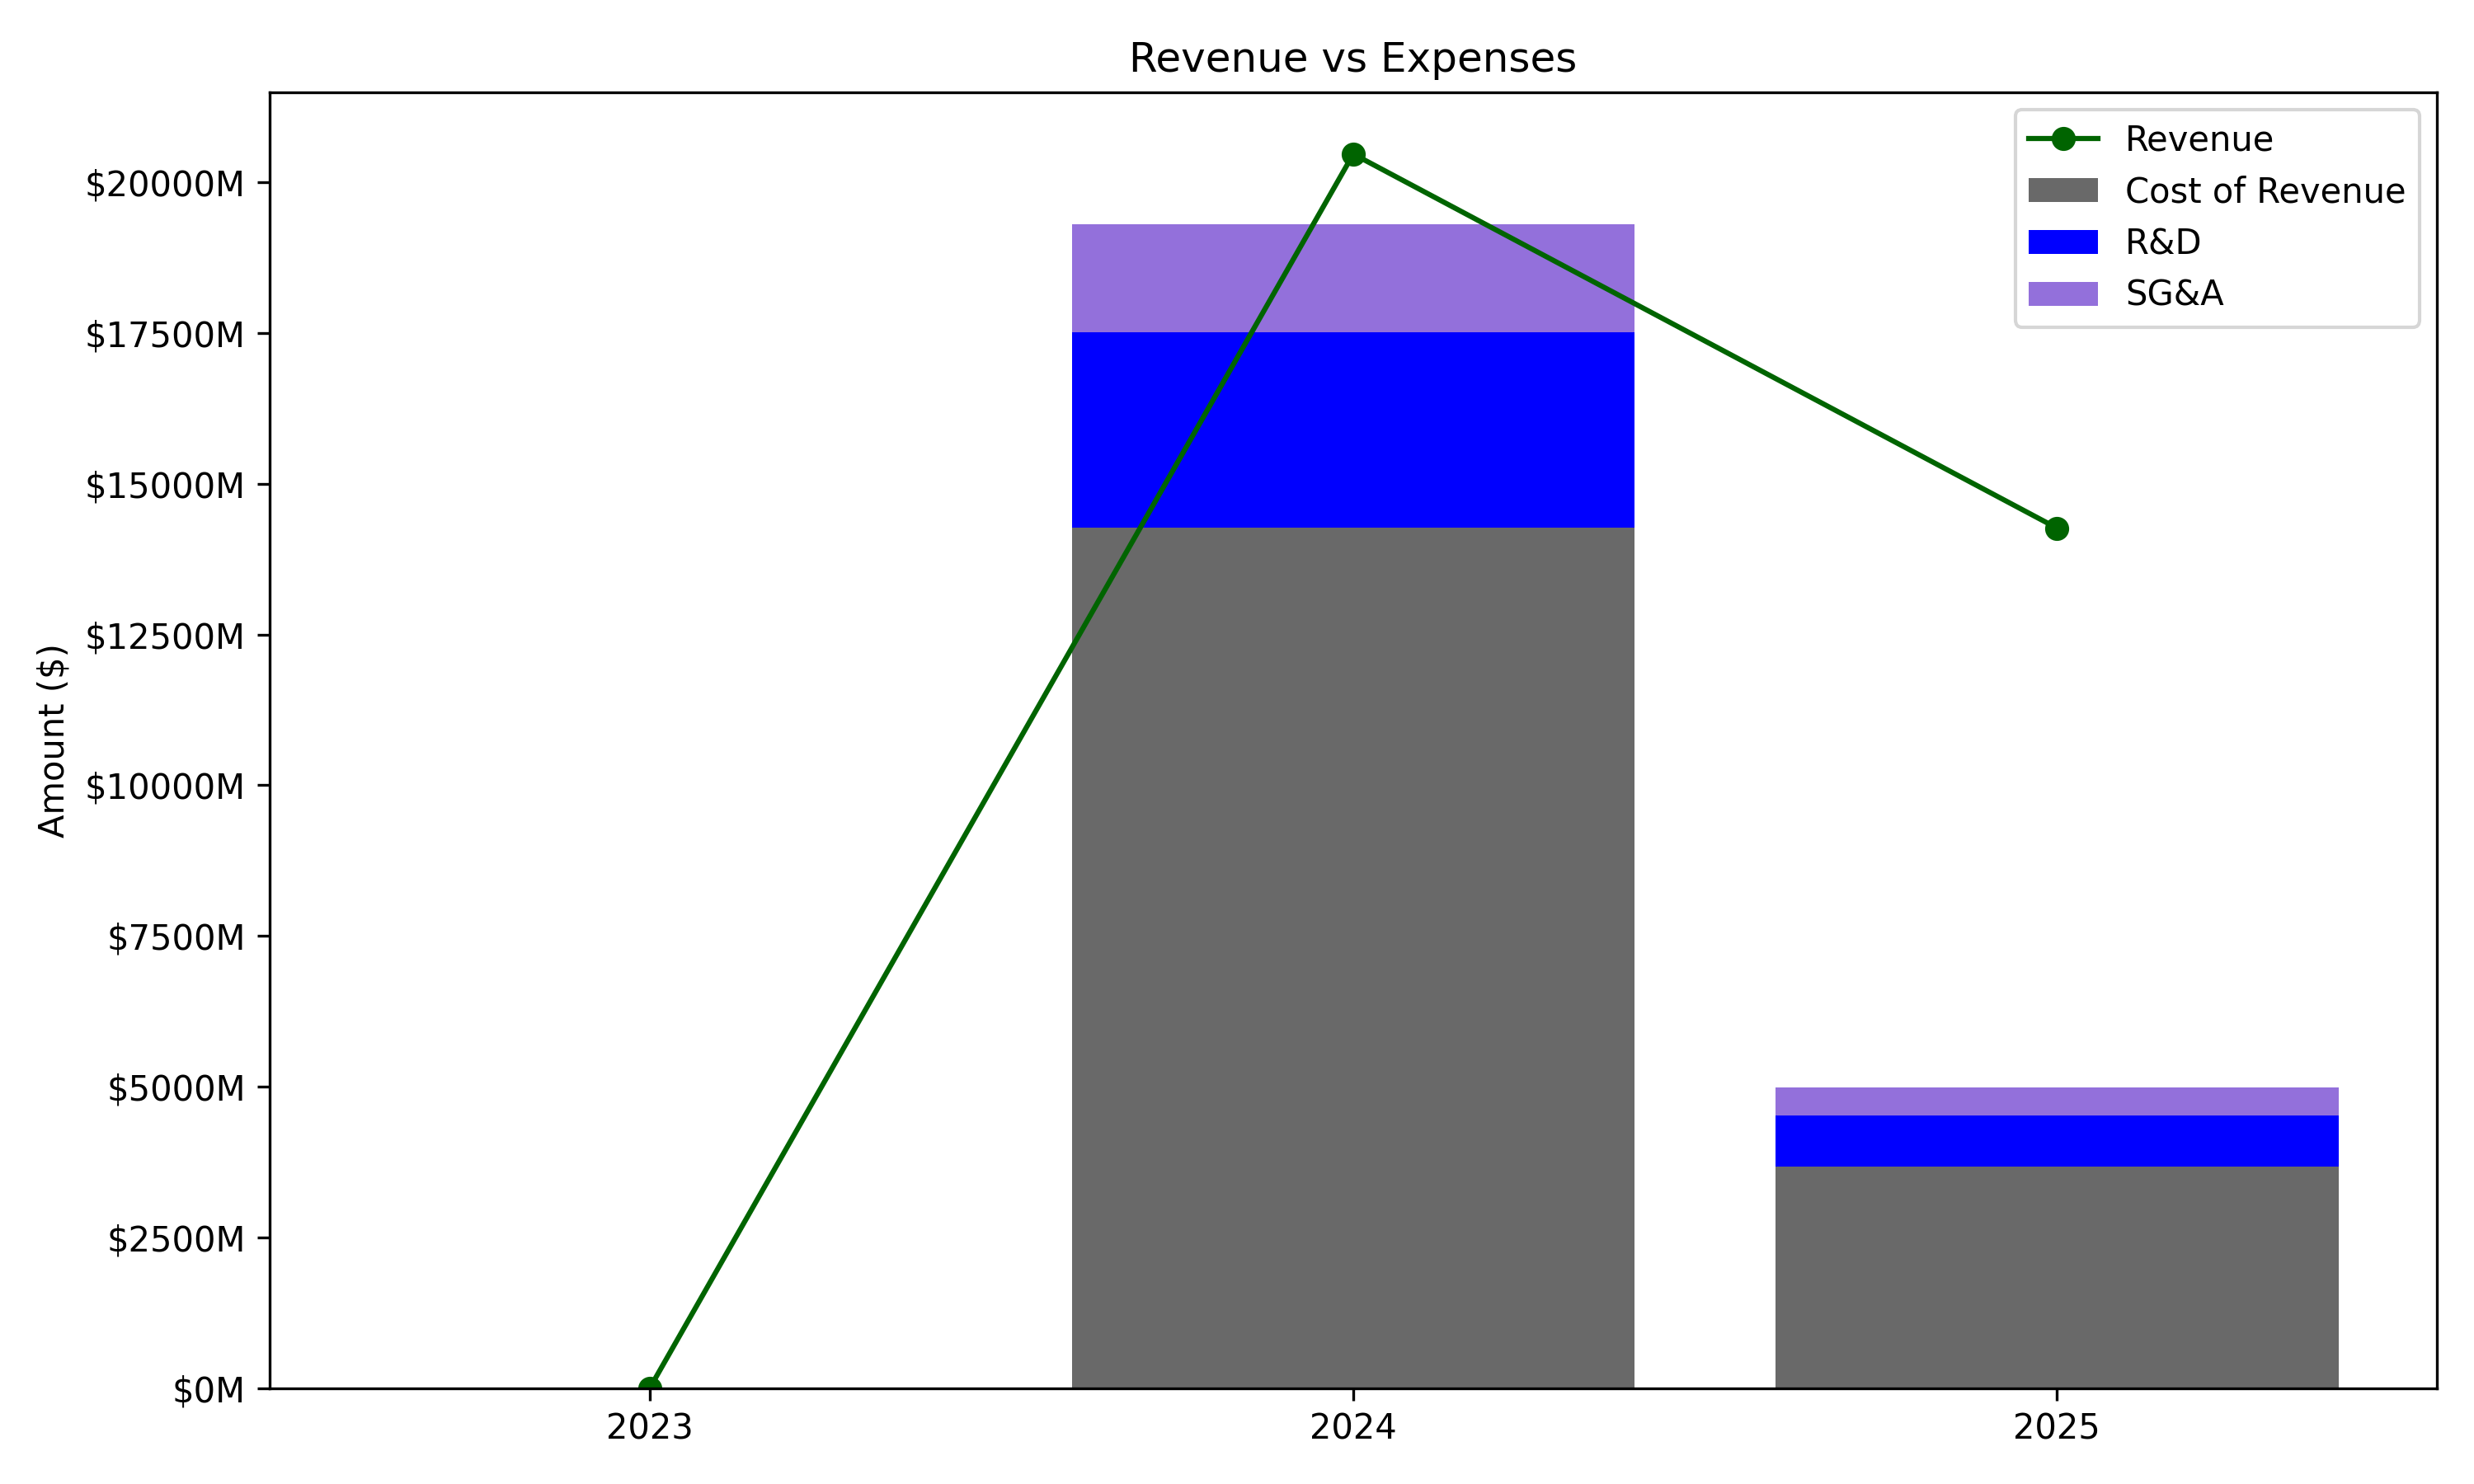 Revenue vs Expenses
Revenue
Cost of Revenue
R&D
SG&A
Amount ($)
$20000M
$17500M
$15000M
$12500M
$10000M
$7500M
$5000M
$2500M
$0M
2023
2024
2025